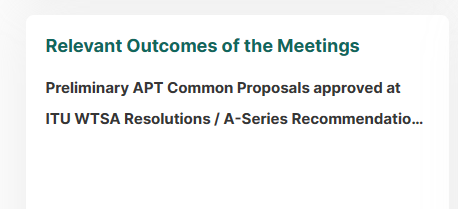 Relevant Outcomes of the Meetings
Preliminary APT Common Proposals approved at
ITU WTSA Resolutions / A-Series Recommendatio...